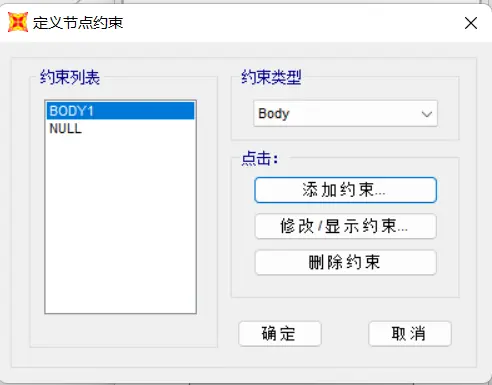 定义节点约束
约束列表
BODY1
NULL
约束类型
Body
点击：
添加约束...
修改/显示约束...
删除约束
确定
取消